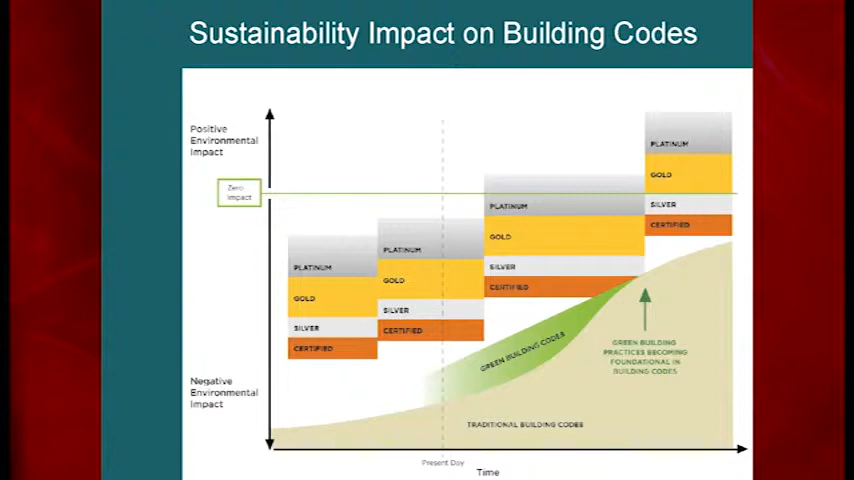 Sustainability Impact on Building Codes
Positive
Environmental
Impact
Zero
Impact
PLATINUM
GOLD
SILVER
CERTIFIED
PLATINUM
GOLD
SILVER
CERTIFIED
PLATINUM
GOLD
SILVER
CERTIFIED
PLATINUM
GOLD
SILVER
CERTIFIED
GREEN BUILDING CODES
GREEN BUILDING
PRACTICES BECOMING
FOUNDATIONAL IN
BUILDING CODES
Negative
Environmental
Impact
TRADITIONAL BUILDING CODES
Present Day
Time